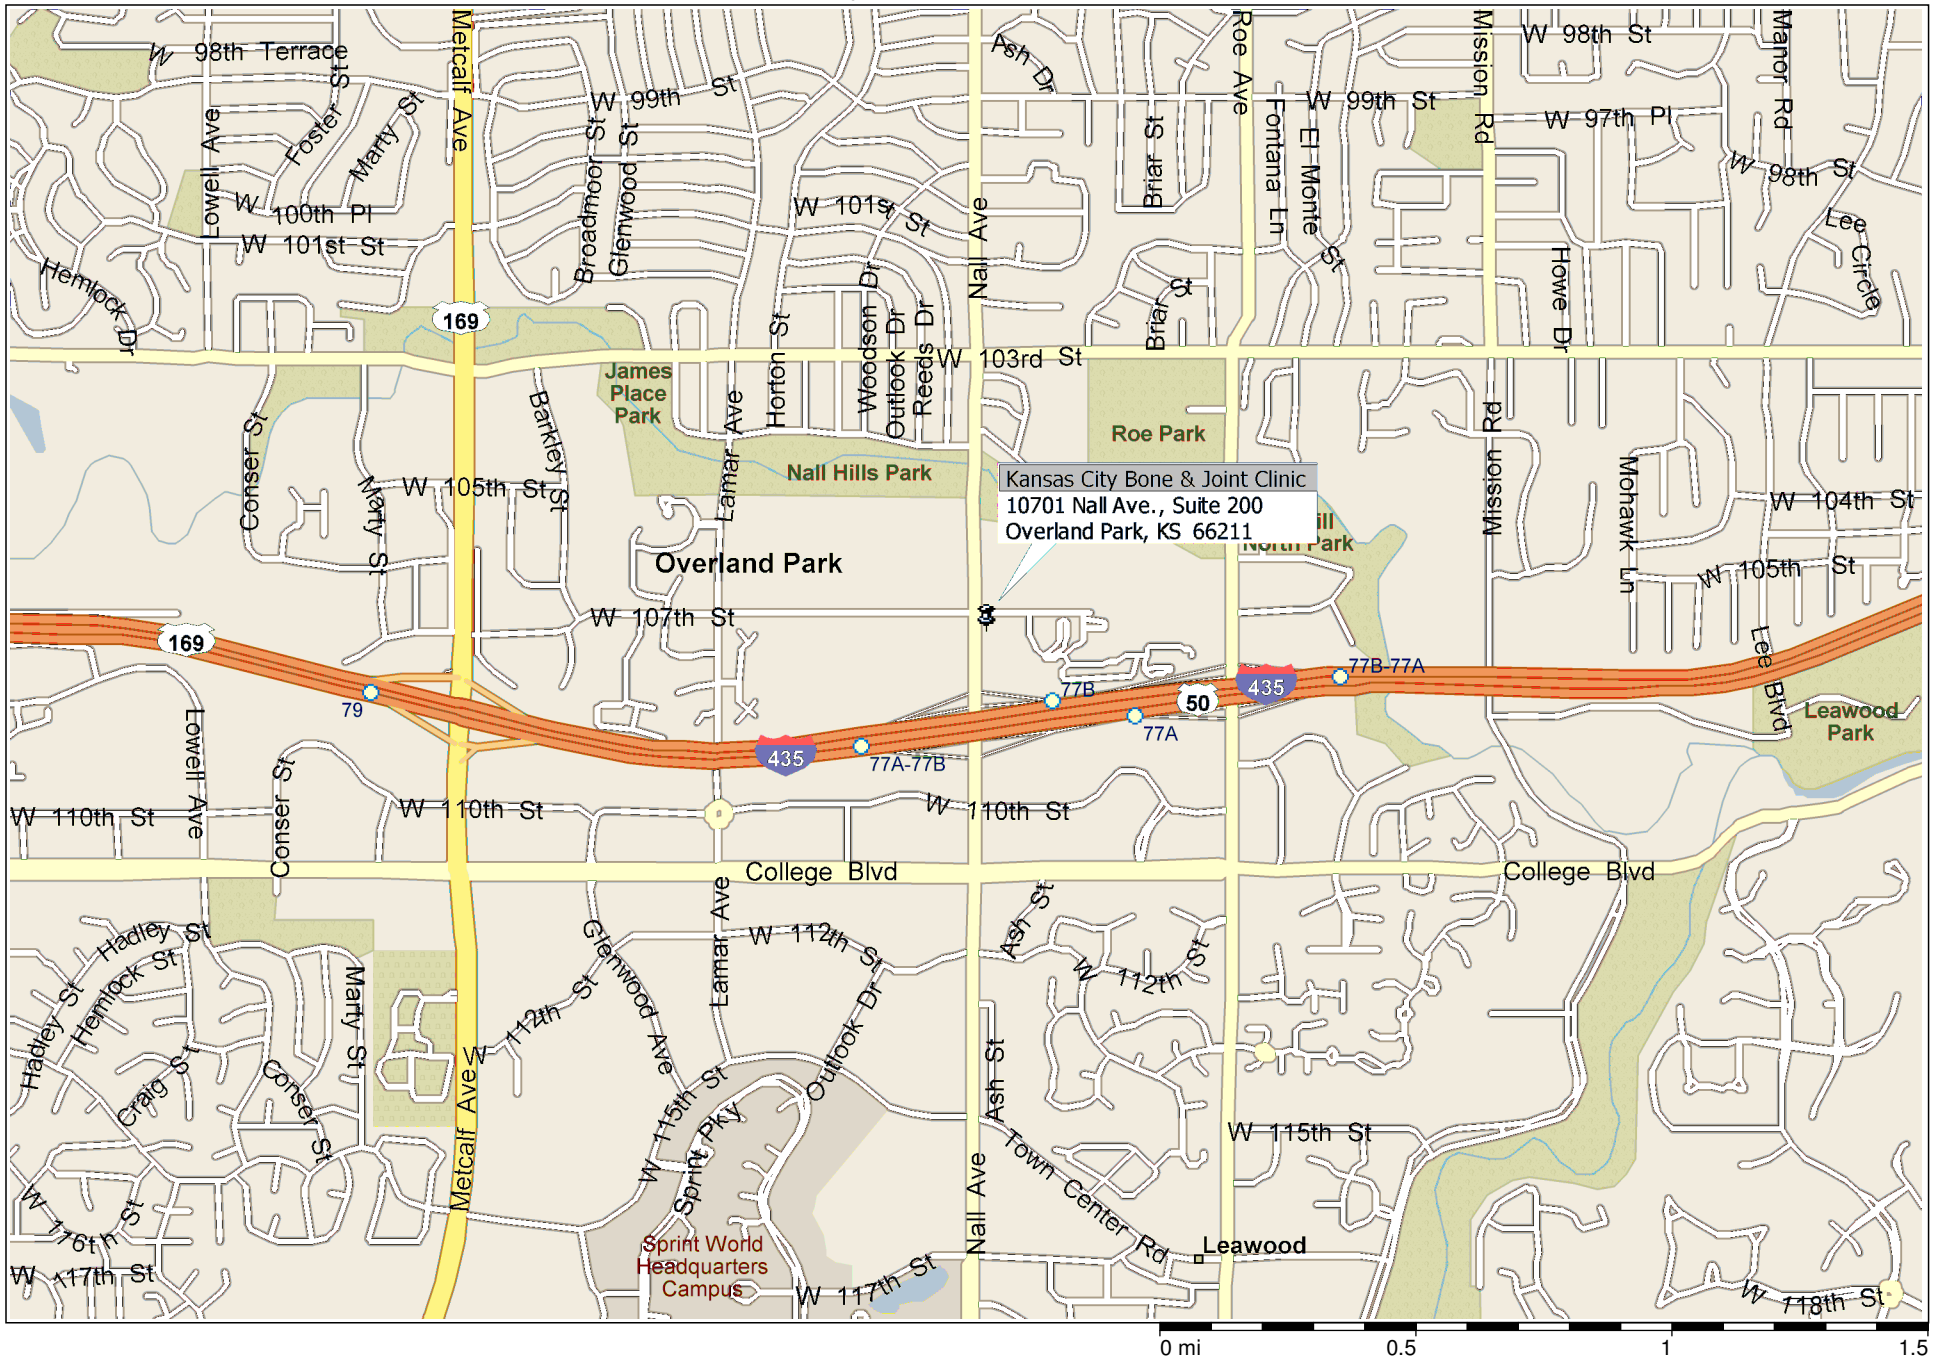 W 98th Terrace
Metcalf Ave
Ash Dr
Roe Ave
Mission Rd
W 98th St
Manor Rd
Foster St
Marty St
W 99th St
W 99th St
W 97th Pl
Lowell Ave
Broadmoor St
Glenwood St
Briar St
Fontana Ln
El Monte St
W 98th St
W 100th Pl
W 101st St
W 101st St
Nall Ave
Lee Circle
Hemlock Dr
Howe Dr
169
Horton St
Woodson Dr
Outlook Dr
Reeds Dr
Briar St
W 103rd St
James
Place
Park
Conser St
Barkley St
Lamar Ave
Roe Park
Mission Rd
Nall Hills Park
Kansas City Bone & Joint Clinic
10701 Nall Ave., Suite 200
Overland Park, KS 66211
ill
North Park
Marty St
W 105th St
Mohawk Ln
W 104th St
Overland Park
W 105th St
W 107th St
169
Lee Blvd
79
77B
77B-77A
435
50
77A
435
77A-77B
Leawood
Park
Lowell Ave
Conser St
W 110th St
W 110th St
W 110th St
College Blvd
College Blvd
Hadley St
Hemlock St
Hadley St
Marty St
Glenwood Ave
Lamar Ave
W 112th St
Ash St
W 112th St
W 112th St
Outlook Dr
Craig St
Conser St
Metcalf Ave
W 115th St
Sprint Pky
Ash St
W 115th St
Town Center Rd
Nall Ave
W 116th St
W 117th St
Sprint World
Headquarters
Campus
W 117th St
Leawood
W 118th St
0 mi 0.5 1 1.5